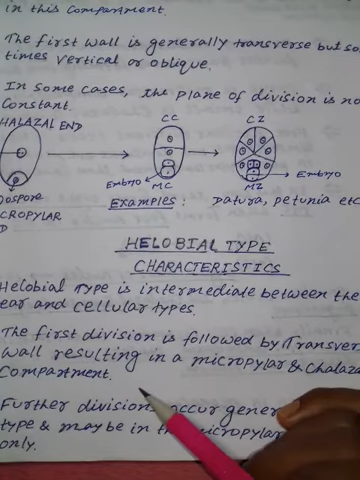 in this compartment.
The first wall is generally transverse but so
times vertical or oblique.
In some cases, the plane of division is no
Constant.
HALAZAL END
CC
CZ
Embryo
MC
MZ
Embryo
Oospore
CROPYLAR
D
Examples : Datura, petunia etc
HELOBIAL TYPE
CHARACTERISTICS
Helobial Type is intermediate between the
ear and cellular types.
The first division is followed by Transver
wall resulting in a micropylar & chalaza
Compartment.
Further divisions occur gener
type & may be in the micropylar
only.